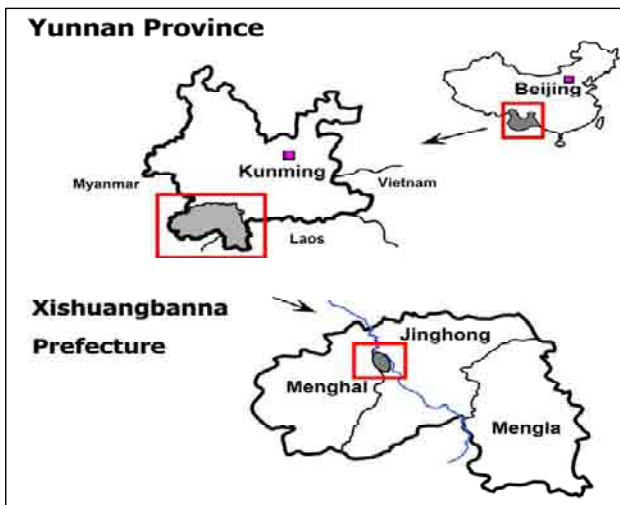 Yunnan Province
Beijing
Kunming
Myanmar
Vietnam
Laos
Xishuangbanna
Prefecture
Jinghong
Menghai
Mengla